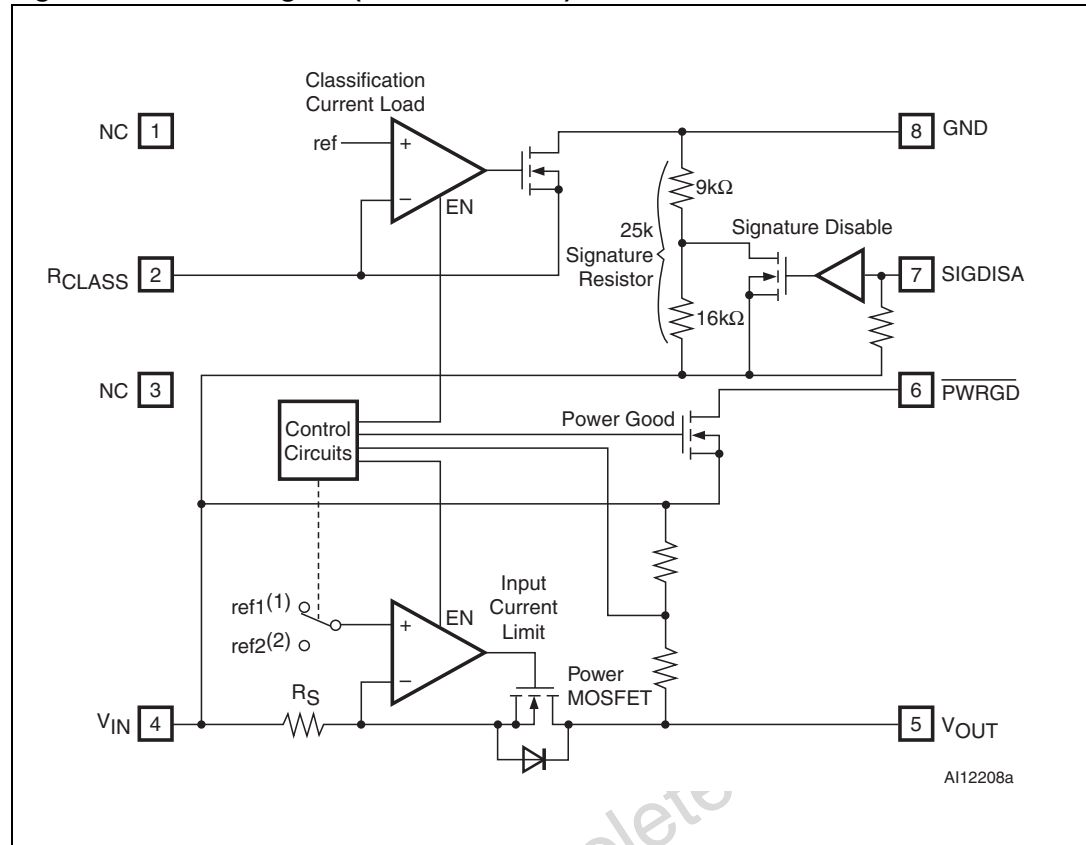 Classification
Current Load
NC 1
8 GND
ref
+
−
EN
9kΩ
25k
Signature
Resistor
Signature Disable
RCLASS 2
7 SIGDISA
16kΩ
NC 3
6 PWRGD
Power Good
Control
Circuits
ref1(1)
ref2(2)
+
−
EN
Input
Current
Limit
Power
MOSFET
RS
VIN 4
5 VOUT
AI12208a